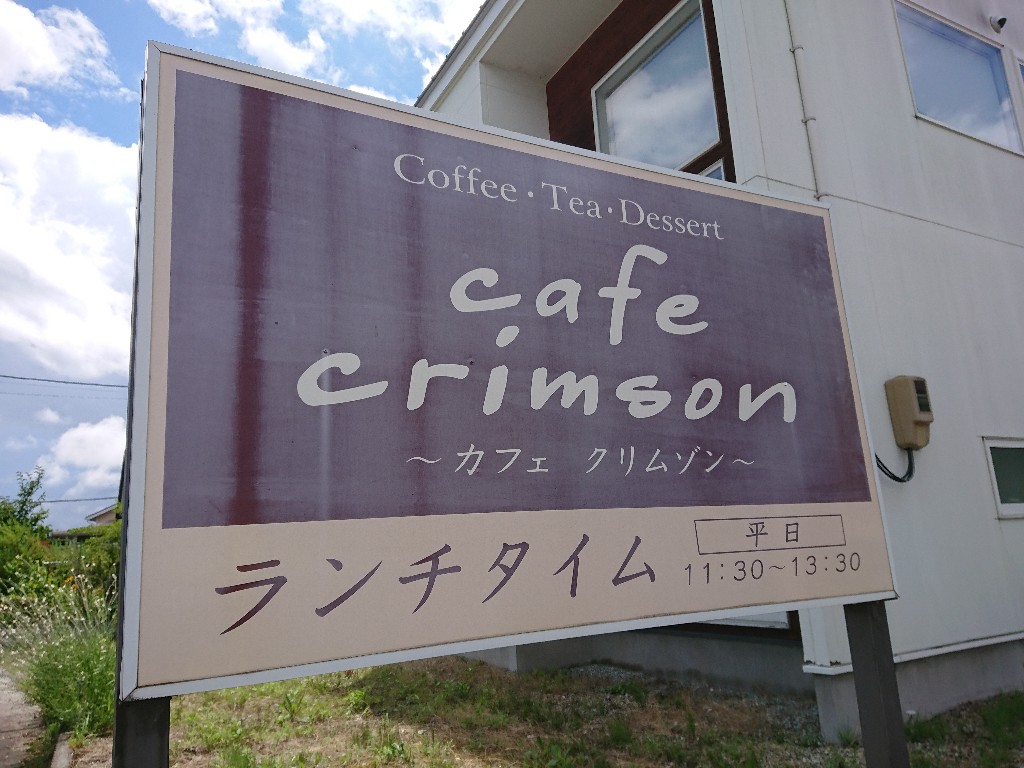 Coffee・Tea・Dessert
cafe
crimson
～カフェ クリムゾン～
ランチタイム
平日
11:30～13:30